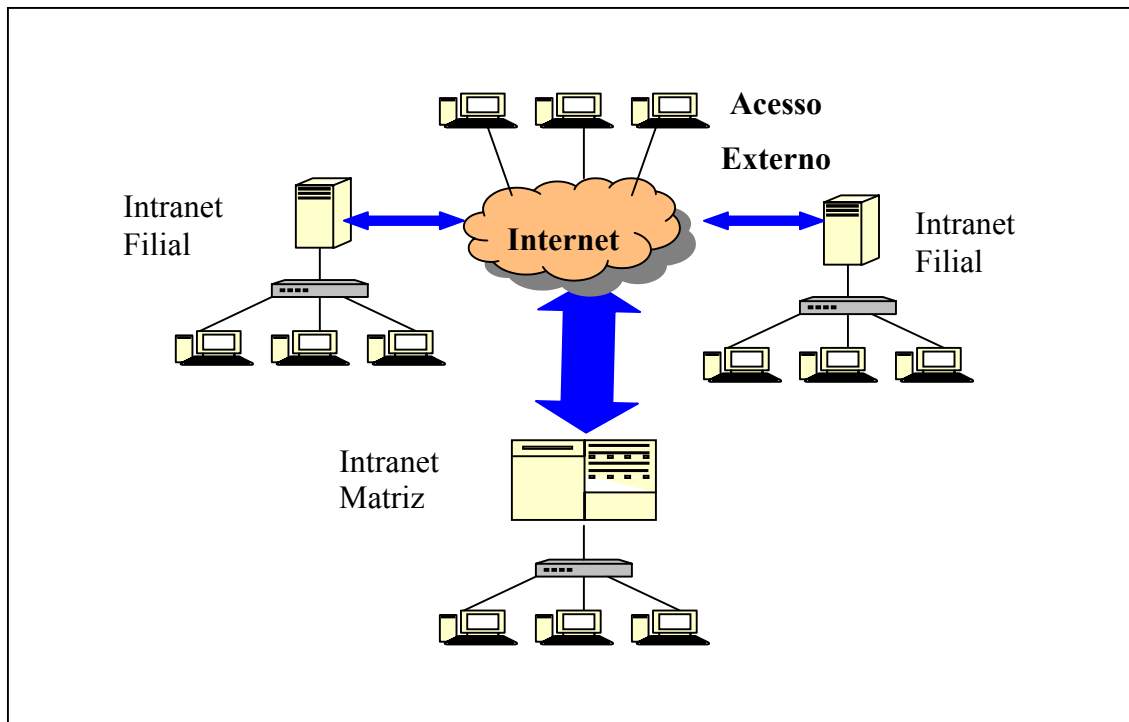 Acesso
Externo
Intranet
Filial
Internet
Intranet
Filial
Intranet
Matriz